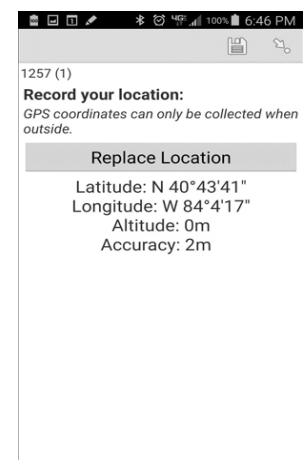 4G 100% 6:46 PM
1257 (1)
Record your location:
GPS coordinates can only be collected when
outside.
Replace Location
Latitude: N 40°43'41"
Longitude: W 84°4'17"
Altitude: 0m
Accuracy: 2m